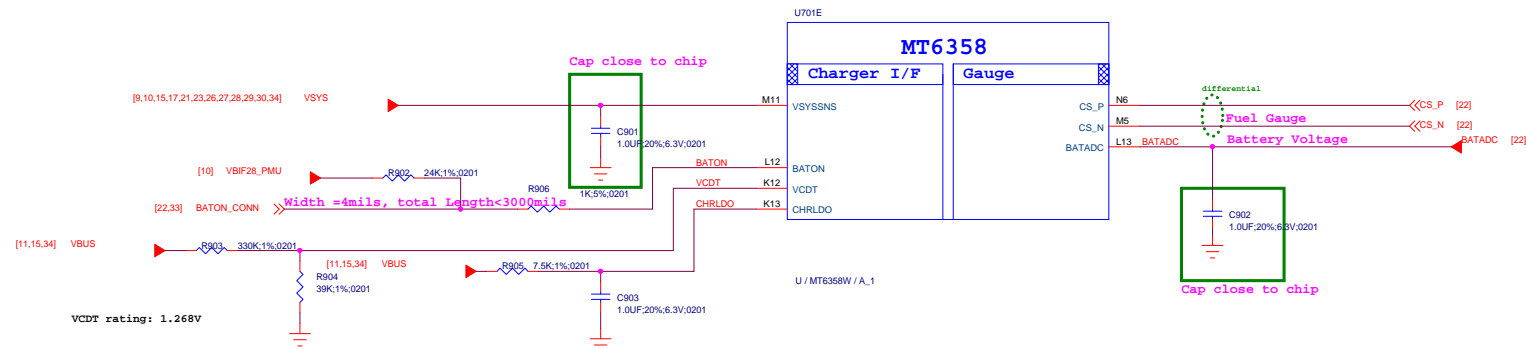 U701E
MT6358
Cap close to chip
Charger I/F Gauge
differential
[9,10,15,17,21,23,26,27,28,29,30,34] VSYS
M11 VSYSSNS
CS_P N6 CS_P [22]
Fuel Gauge
C901
1.0UF;20%;6.3V;0201
CS_N M5 CS_N [22]
Battery Voltage
BATADC L13 BATADC BATADC [22]
[10] VBIF28_PMU R902 24K;1%;0201
BATON L12 BATON
R906
1K;5%;0201
VCDT K12 VCDT
[22,33] BATON_CONN Width =4mils, total Length<3000mils
CHRLDO K13 CHRLDO
C902
1.0UF;20%;6.3V;0201
[11,15,34] VBUS R903 330K;1%;0201
[11,15,34] VBUS R905 7.5K;1%;0201
R904
39K;1%;0201
U / MT6358W / A_1
Cap close to chip
C903
1.0UF;20%;6.3V;0201
VCDT rating: 1.268V